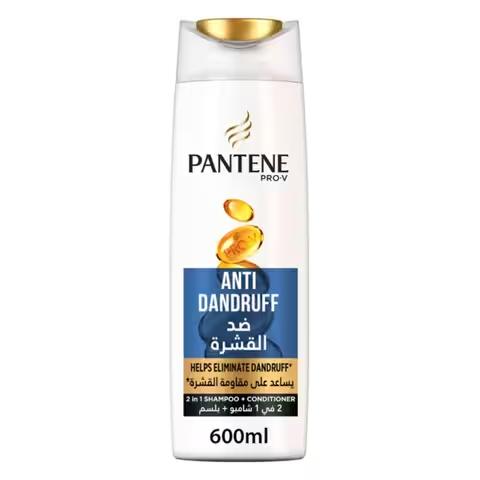 PANTENE
PRO-V
PRO-V
ANTI
DANDRUFF
ضد
القشرة
HELPS ELIMINATE DANDRUFF*
يساعد على مقاومة القشرة*
2 in 1 SHAMPOO + CONDITIONER
2 في 1 شامبو + بلسم
600ml